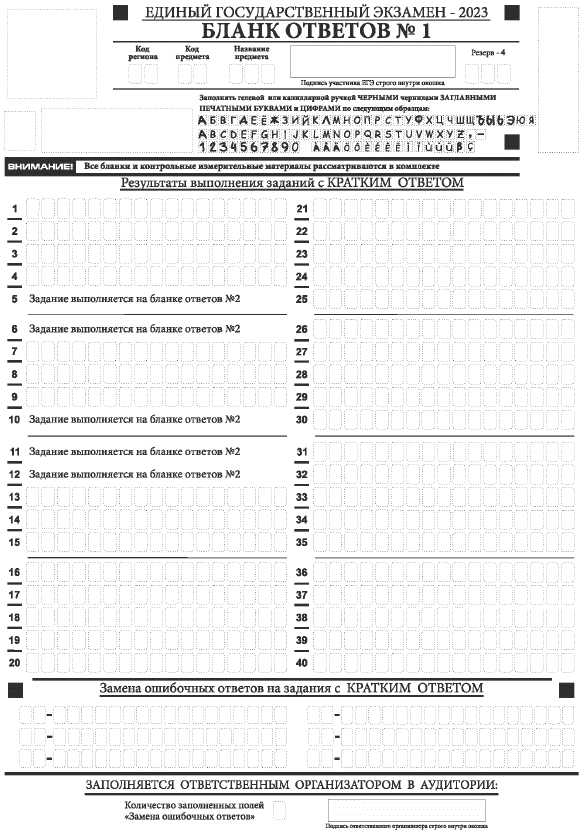 ЕДИНЫЙ ГОСУДАРСТВЕННЫЙ ЭКЗАМЕН - 2023
БЛАНК ОТВЕТОВ № 1
Код региона
Код предмета
Название предмета
Резерв - 4
Подпись участника ЕГЭ строго внутри окошка
Заполнять гелевой или капиллярной ручкой ЧЕРНЫМИ чернилами ЗАГЛАВНЫМИ
ПЕЧАТНЫМИ БУКВАМИ и ЦИФРАМИ по следующим образцам:
АБВГДЕЁЖЗИЙКЛМНОПРСТУФХЦЧШЩЪЫЬЭЮЯ
ABCDEFGHIJKLMNOPQRSTUVWXYZ,-
1234567890
ВНИМАНИЕ! Все бланки и контрольные измерительные материалы рассматриваются в комплекте
Результаты выполнения заданий с КРАТКИМ ОТВЕТОМ
1 21
2 22
3 23
4 24
5 Задание выполняется на бланке ответов №2 25
6 Задание выполняется на бланке ответов №2 26
7 27
8 28
9 29
10 Задание выполняется на бланке ответов №2 30
11 Задание выполняется на бланке ответов №2 31
12 Задание выполняется на бланке ответов №2 32
13 33
14 34
15 35
16 36
17 37
18 38
19 39
20 40
Замена ошибочных ответов на задания с КРАТКИМ ОТВЕТОМ
- -
- -
- -
ЗАПОЛНЯЕТСЯ ОТВЕТСТВЕННЫМ ОРГАНИЗАТОРОМ В АУДИТОРИИ:
Количество заполненных полей
«Замена ошибочных ответов»
Подпись ответственного организатора строго внутри окошка